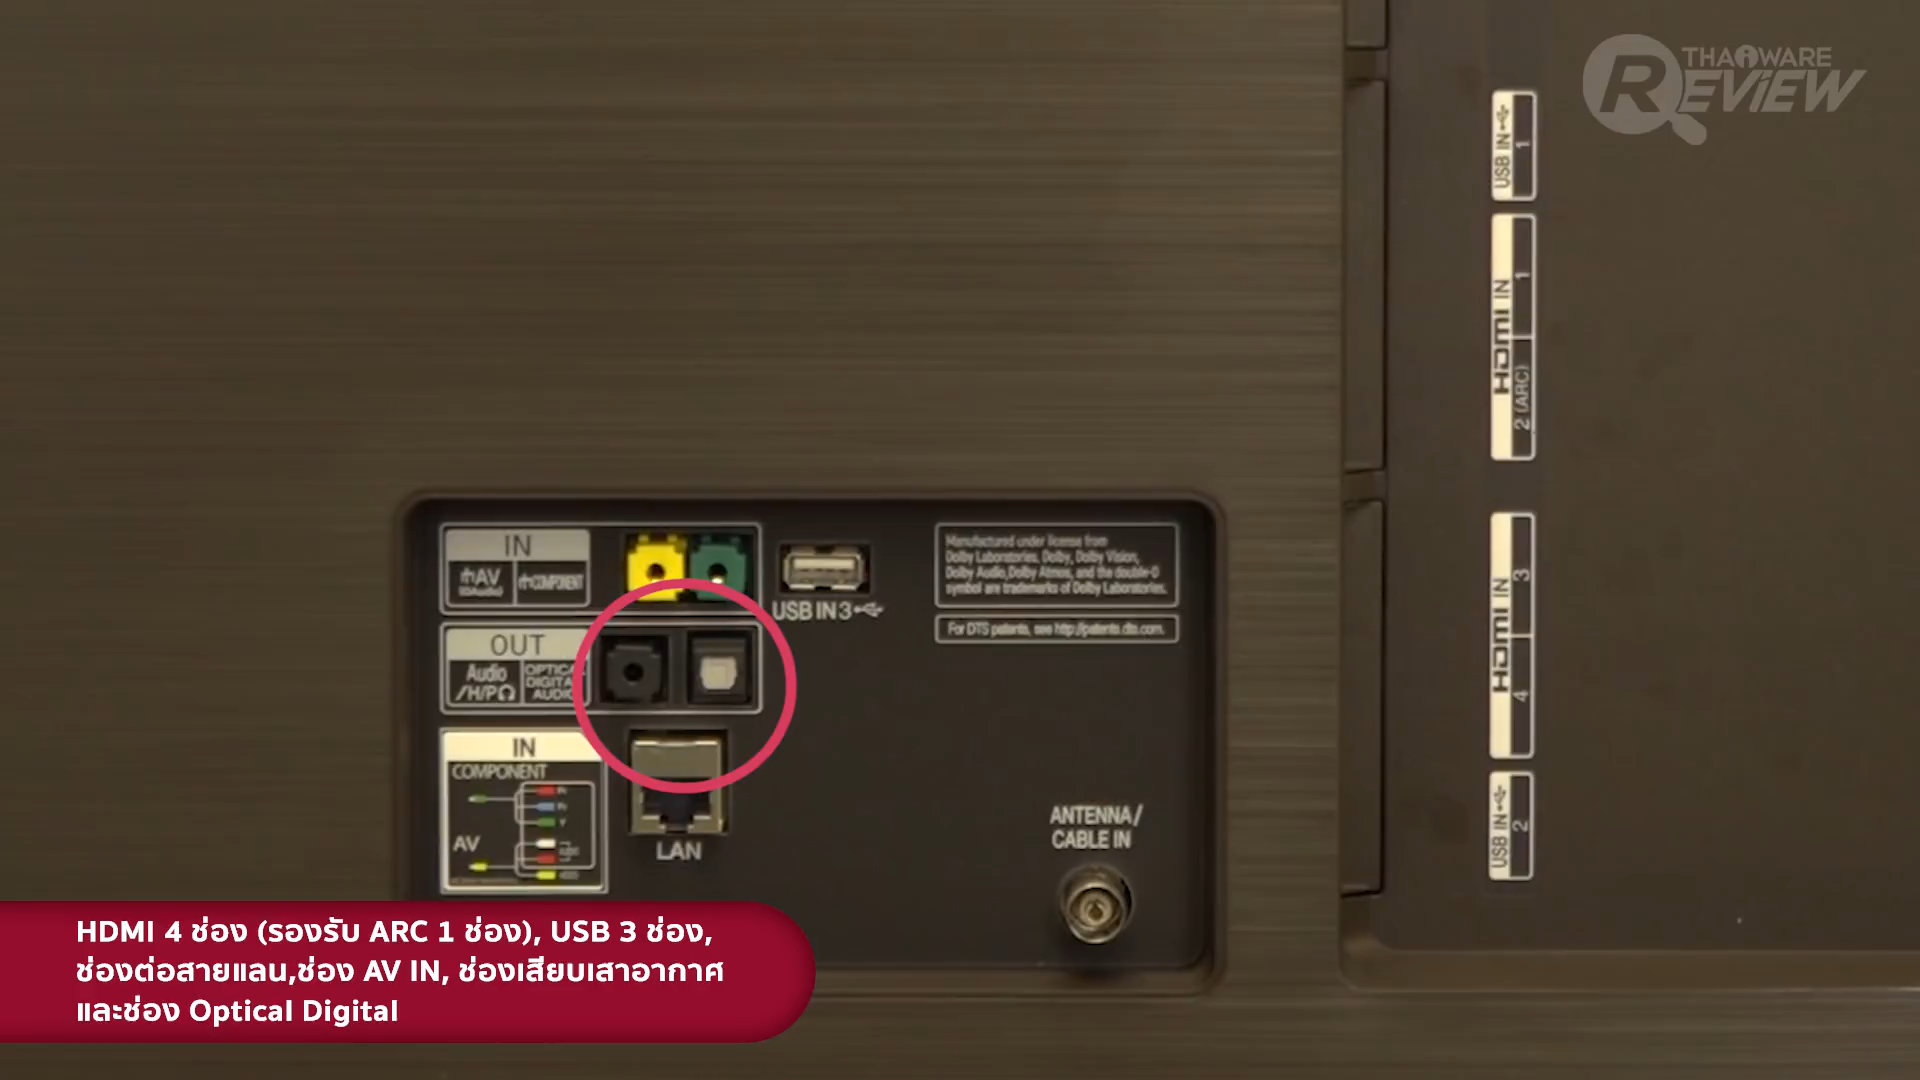 THAIWARE
REVIEW
USB IN 1
HDMI IN 1 2 (ARC)
HDMI IN 3 4
USB IN 2
IN
AV
COMPONENT
USB IN 3
OUT
Audio
/H/P
OPTICAL
DIGITAL
AUDIO
Manufactured under license from
Dolby Laboratories, Dolby, Dolby Vision,
Dolby Audio, Dolby Atmos, and the double-D
symbol are trademarks of Dolby Laboratories.
For DTS patents, see http://patents.dts.com.
IN
COMPONENT
AV
LAN
ANTENNA/
CABLE IN
HDMI 4 ช่อง (รองรับ ARC 1 ช่อง), USB 3 ช่อง,
ช่องต่อสายแลน,ช่อง AV IN, ช่องเสียบเสาอากาศ
และช่อง Optical Digital